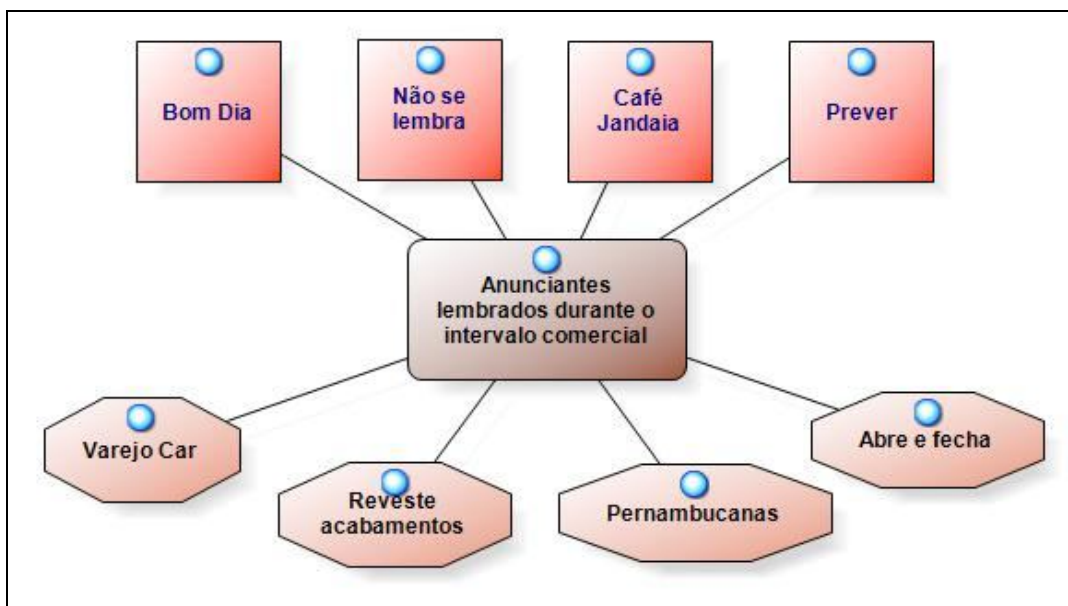 Bom Dia
Não se
lembra
Café
Jandaia
Prever
Anunciantes
lembrados durante o
intervalo comercial
Varejo Car
Reveste
acabamentos
Pernambucanas
Abre e fecha